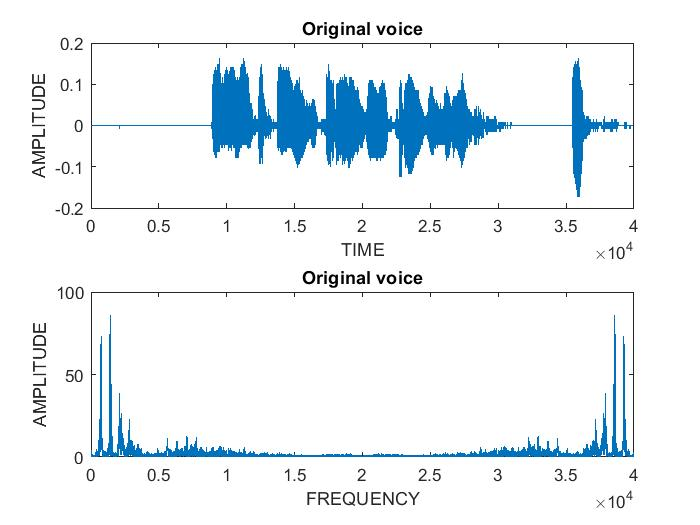 Original voice
0.2
0.1
0
-0.1
-0.2
AMPLITUDE
0 0.5 1 1.5 2 2.5 3 3.5 4
TIME
×10^4
Original voice
100
50
0
AMPLITUDE
0 0.5 1 1.5 2 2.5 3 3.5 4
FREQUENCY
×10^4